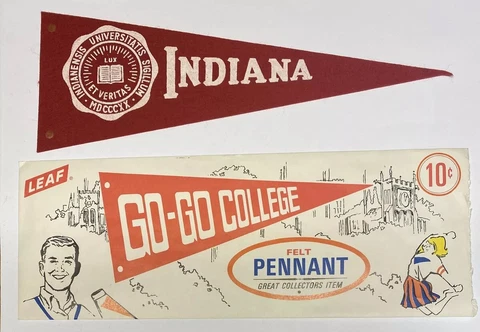 INDIANENSIS UNIVERSITATIS SIGILLUM
LUX
ET VERITAS
MDCCCXX
INDIANA
LEAF®
10¢
GO-GO COLLEGE
FELT
PENNANT
GREAT COLLECTORS ITEM